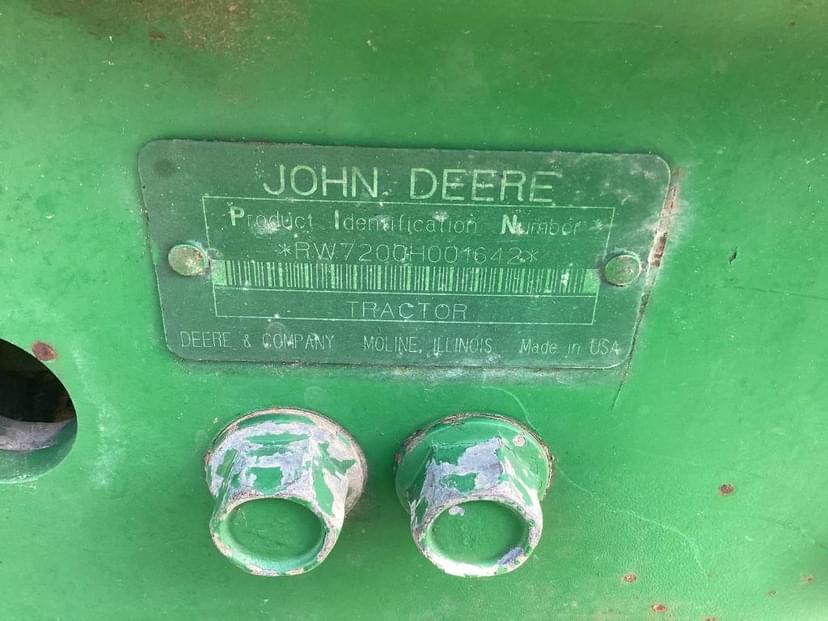 JOHN DEERE
Product Identification Number
*RW7200H001642*
TRACTOR
DEERE & COMPANY MOLINE, ILLINOIS Made in USA